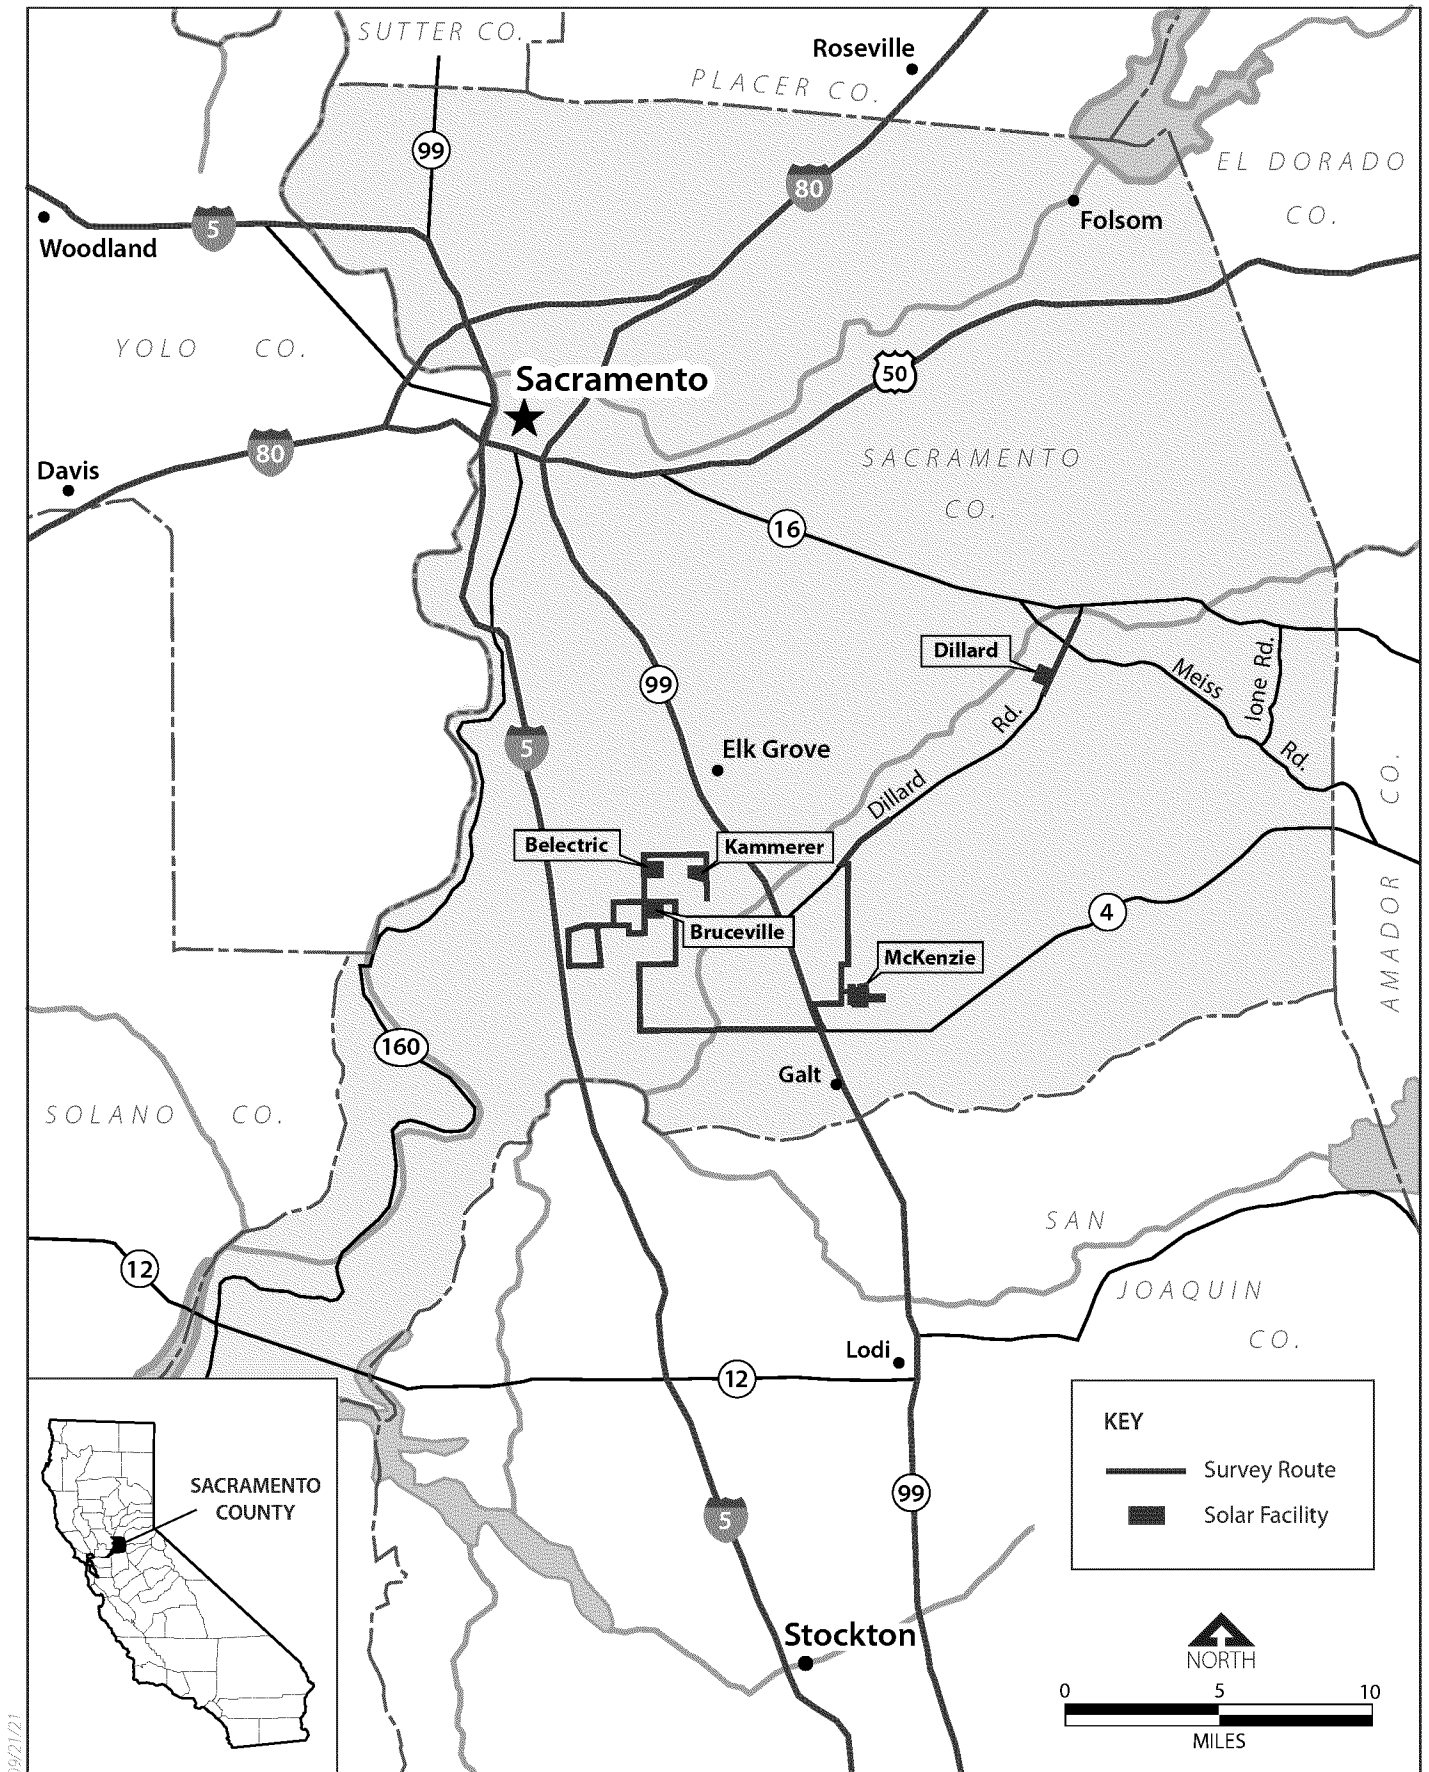 SUTTER CO.
Roseville
PLACER CO.
99
80
EL DORADO
CO.
Folsom
5
Woodland
YOLO CO.
Sacramento
50
80
Davis
SACRAMENTO
CO.
16
Dillard
99
Meiss
Rd.
Ione Rd.
Rd.
5
Elk Grove
Dillard
AMADOR CO.
Belectric
Kammerer
4
Bruceville
McKenzie
160
Galt
SOLANO CO.
SAN
JOAQUIN
CO.
12
Lodi
12
KEY
Survey Route
Solar Facility
SACRAMENTO
COUNTY
99
5
Stockton
NORTH
0 5 10
MILES
09/21/21